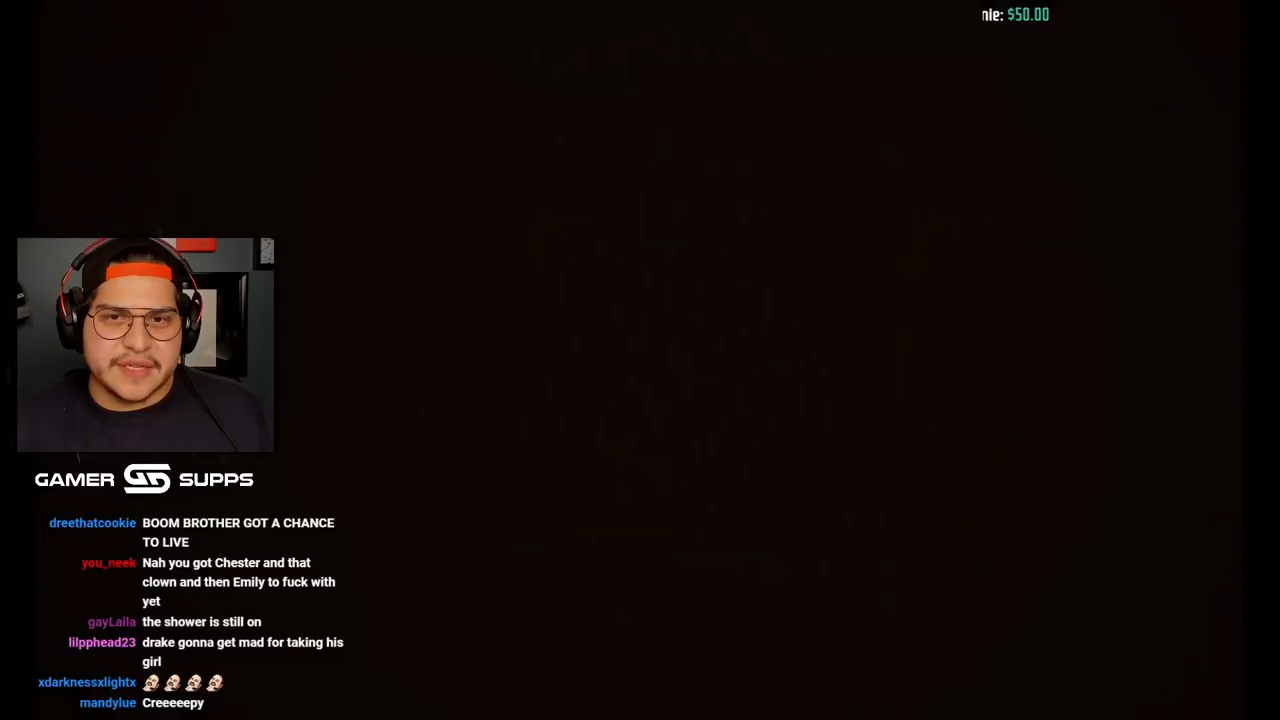 nie: $50.00
GAMER SUPPS
dreethatcookie BOOM BROTHER GOT A CHANCE
TO LIVE
you_neek Nah you got Chester and that
clown and then Emily to fuck with
yet
gayLaila the shower is still on
lilpphead23 drake gonna get mad for taking his
girl
xdarknessxlightx
mandylue Creeeeepy